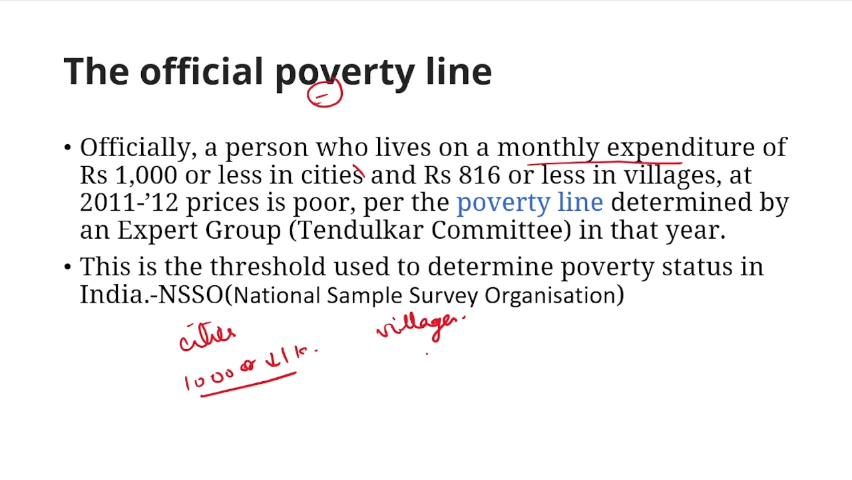 The official poverty line
• Officially, a person who lives on a monthly expenditure of
Rs 1,000 or less in cities and Rs 816 or less in villages, at
2011-’12 prices is poor, per the poverty line determined by
an Expert Group (Tendulkar Committee) in that year.
• This is the threshold used to determine poverty status in
India.-NSSO(National Sample Survey Organisation)
cities villages.
1000 or ↓1k.